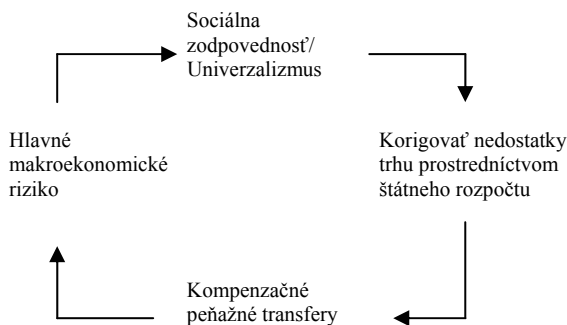 Sociálna
zodpovednosť/
Univerzalizmus
Hlavné
makroekonomické
riziko
Korigovať nedostatky
trhu prostredníctvom
štátneho rozpočtu
Kompenzačné
peňažné transfery